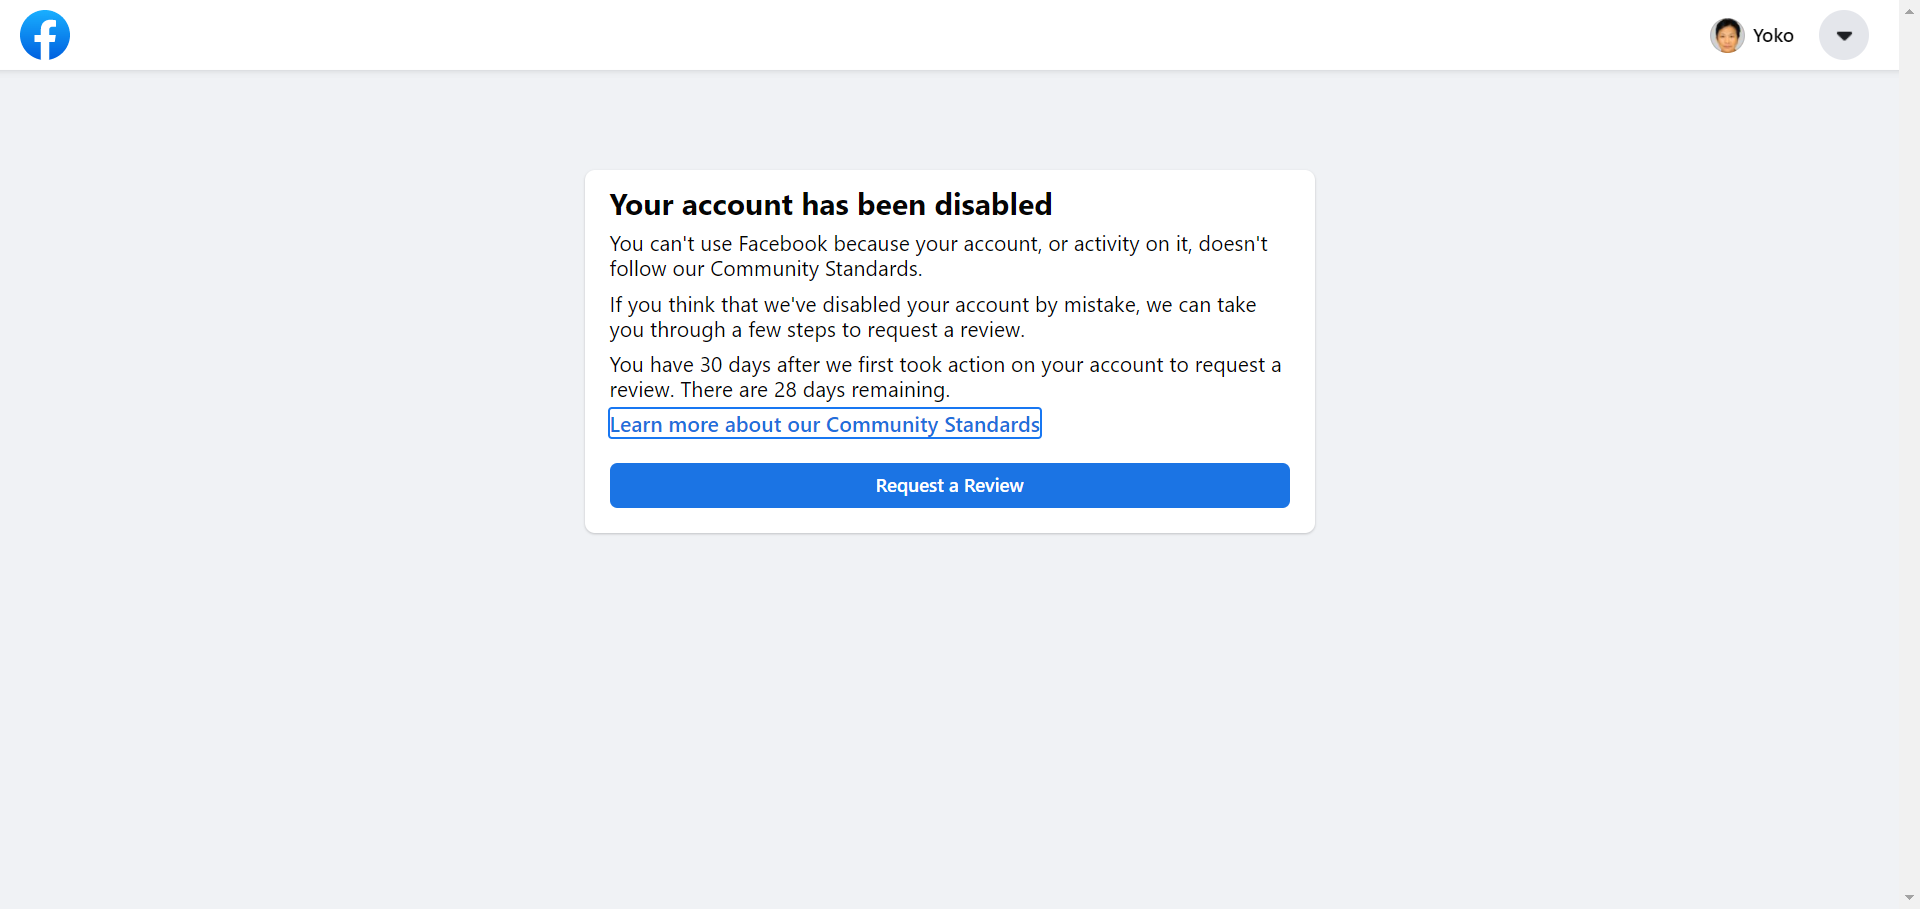 Yoko
Your account has been disabled
You can't use Facebook because your account, or activity on it, doesn't
follow our Community Standards.
If you think that we've disabled your account by mistake, we can take
you through a few steps to request a review.
You have 30 days after we first took action on your account to request a
review. There are 28 days remaining.
Learn more about our Community Standards
Request a Review